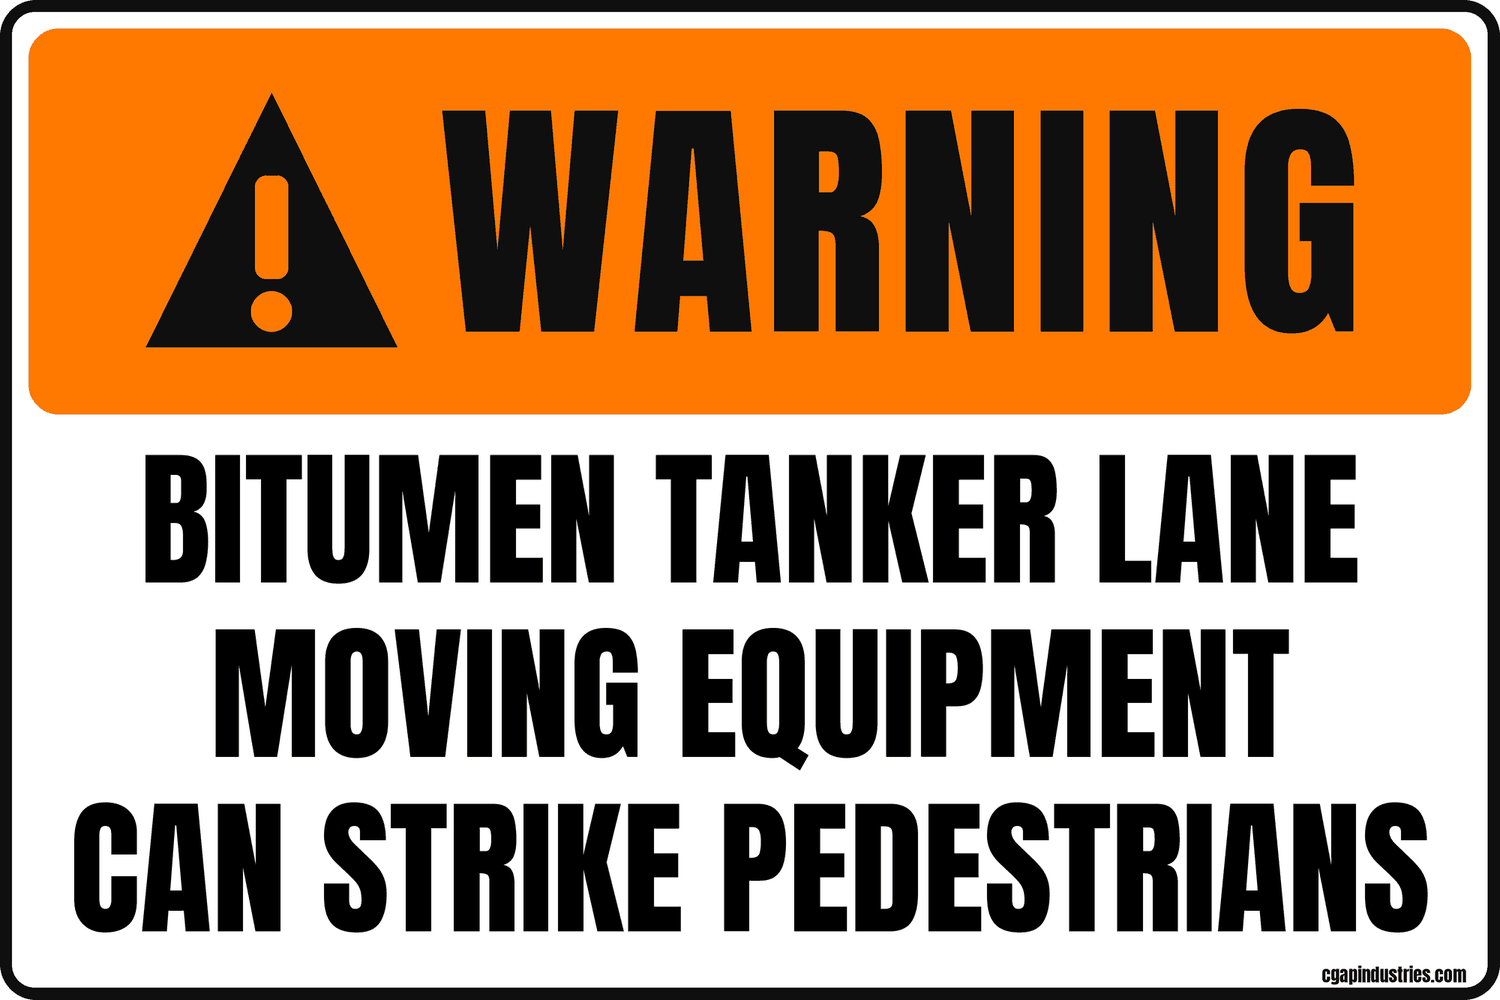 WARNING
BITUMEN TANKER LANE
MOVING EQUIPMENT
CAN STRIKE PEDESTRIANS
cgapindustries.com